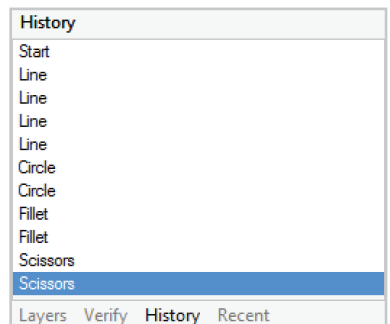 History
Start
Line
Line
Line
Line
Circle
Circle
Fillet
Fillet
Scissors
Scissors
Layers Verify History Recent